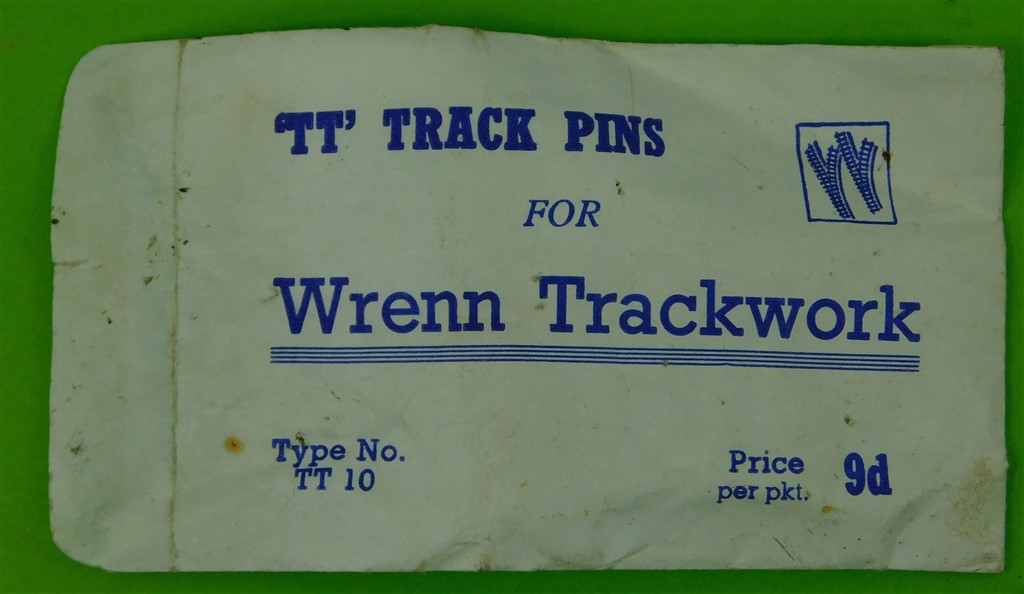 'TT' TRACK PINS
FOR
Wrenn Trackwork
Type No.
TT 10
Price
per pkt.
9d